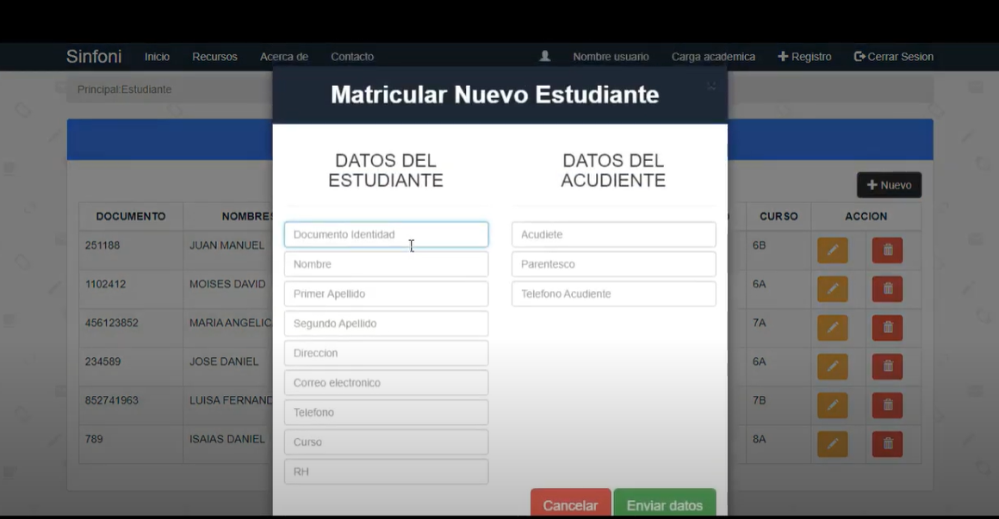 Sinfoni Inicio Recursos Acerca de Contacto Nombre usuario Carga academica Registro Cerrar Sesion
Principal:Estudiante
Matricular Nuevo Estudiante
DATOS DEL
ESTUDIANTE
DATOS DEL
ACUDIENTE
Documento Identidad
Nombre
Primer Apellido
Segundo Apellido
Direccion
Correo electronico
Telefono
Curso
RH
Acudiete
Parentesco
Telefono Acudiente
Cancelar Enviar datos
Nuevo
DOCUMENTO NOMBRES CURSO ACCION
251188 JUAN MANUEL 6B
1102412 MOISES DAVID 6A
456123852 MARIA ANGELIC 7A
234589 JOSE DANIEL 6A
852741963 LUISA FERNAND 7B
789 ISAIAS DANIEL 8A